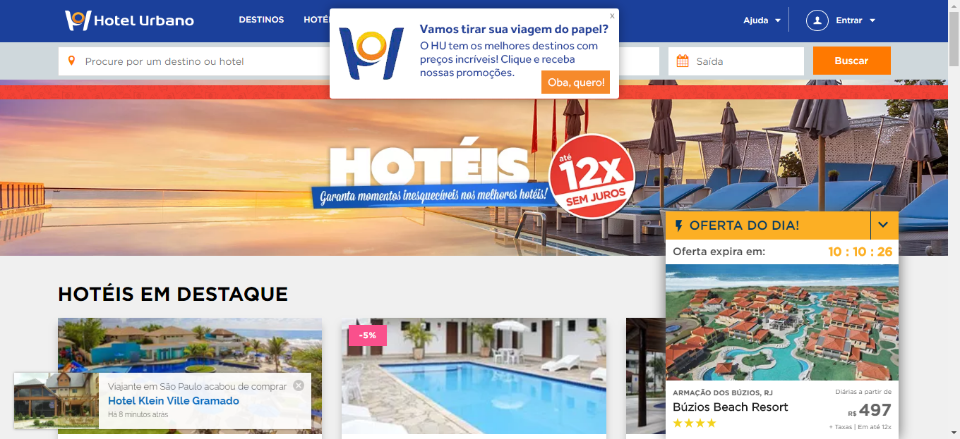 Hotel Urbano
DESTINOS
HOTÉ
Ajuda
Entrar
x
Vamos tirar sua viagem do papel?
O HU tem os melhores destinos com
preços incríveis! Clique e receba
nossas promoções.
Oba, quero!
Procure por um destino ou hotel
Saída
Buscar
HOTÉIS
Garanta momentos inesquecíveis nos melhores hotéis!
até
12x
SEM JUROS
OFERTA DO DIA!
Oferta expira em:
10 : 10 : 26
HOTÉIS EM DESTAQUE
-5%
Viajante em São Paulo acabou de comprar
Hotel Klein Ville Gramado
Há 8 minutos atras
ARMAÇÃO DOS BÚZIOS, RJ
Búzios Beach Resort
Diárias a partir de
R$ 497
+ Taxas | Em até 12x